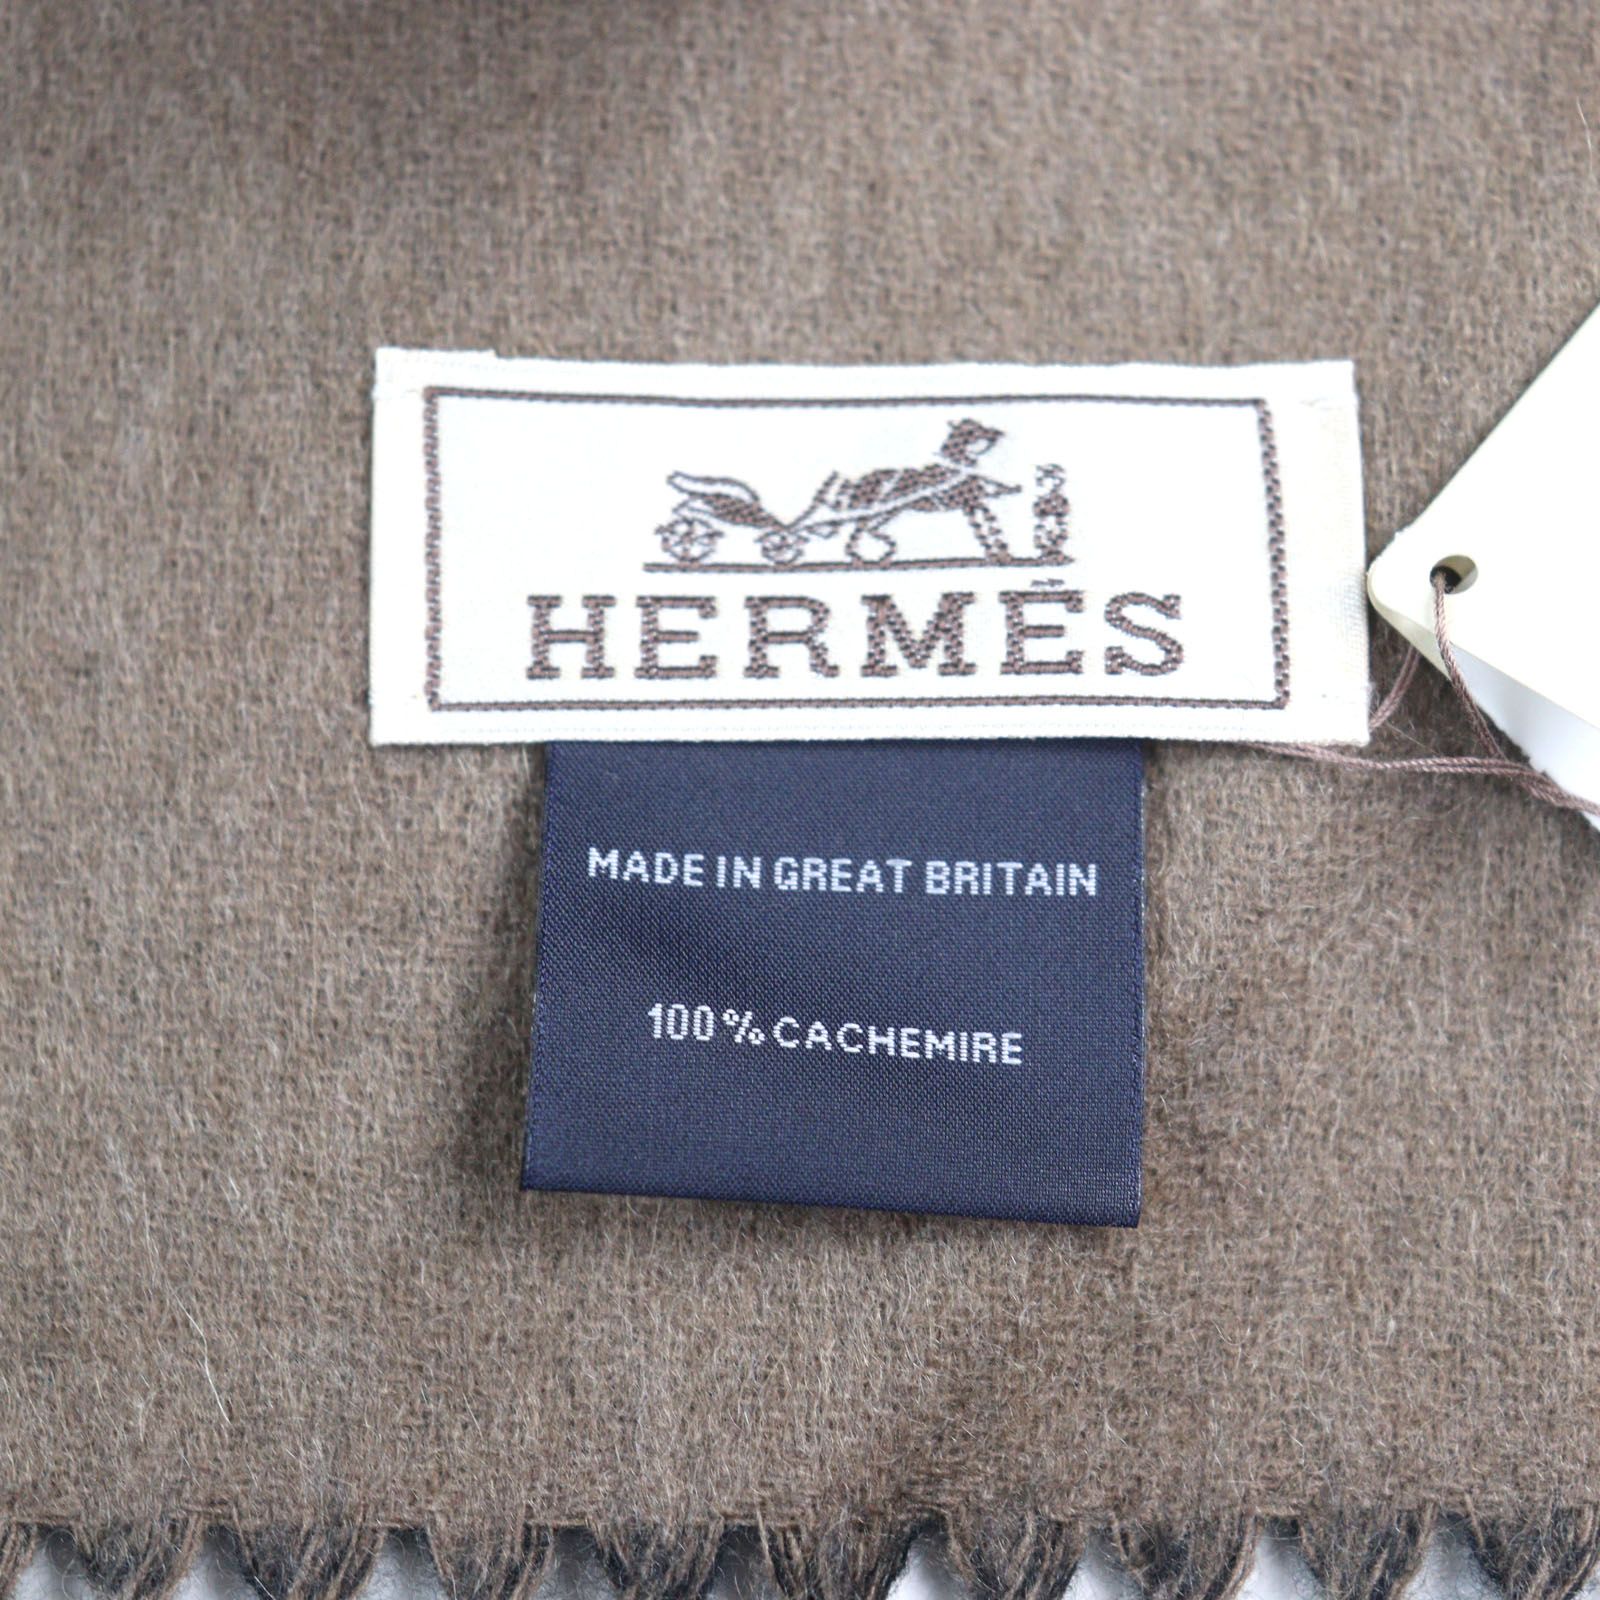 HERMÈS
MADE IN GREAT BRITAIN
100% CACHEMIRE